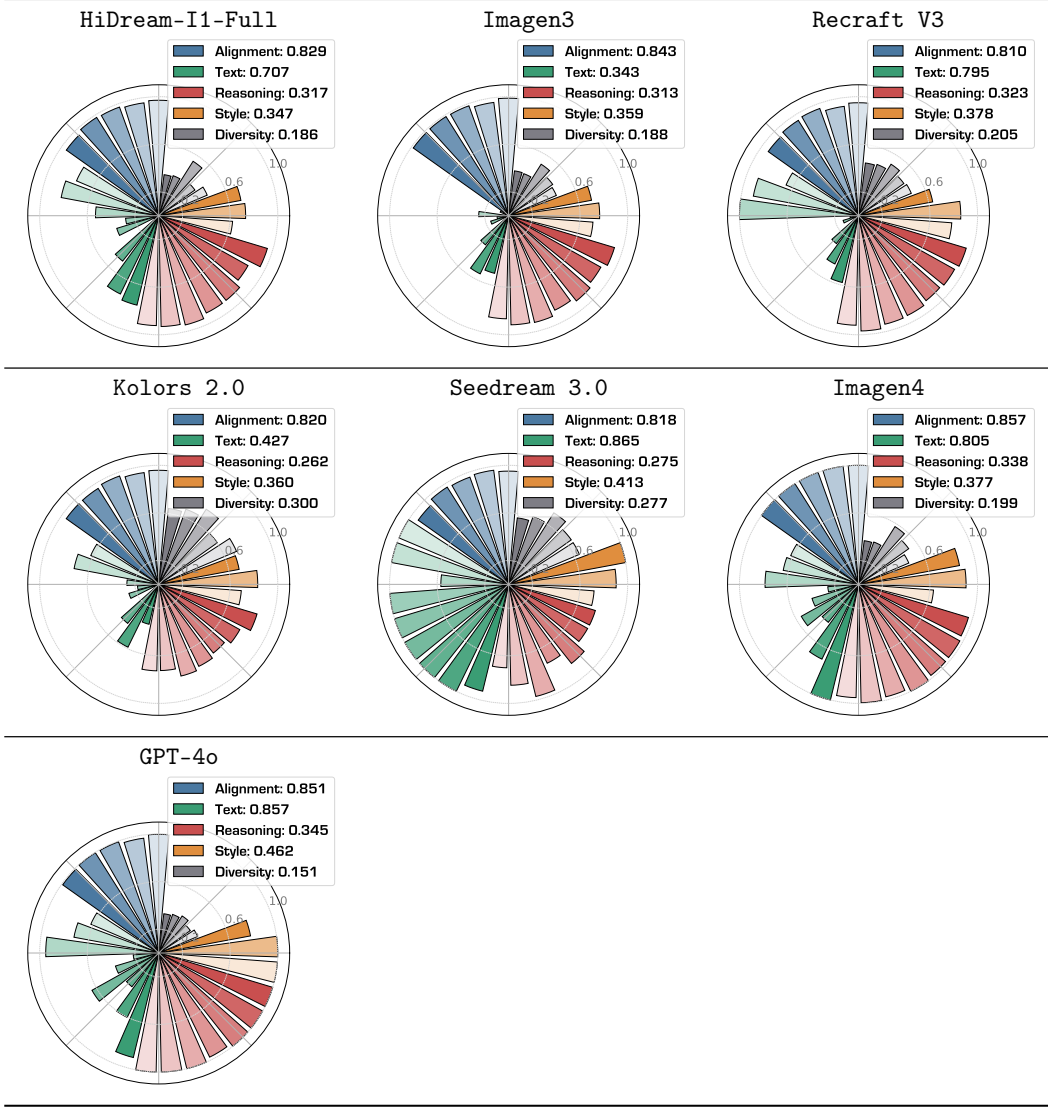 HiDream-I1-Full
Alignment: 0.829
Text: 0.707
Reasoning: 0.317
Style: 0.347
Diversity: 0.186
1.0
0.6
Imagen3
Alignment: 0.843
Text: 0.343
Reasoning: 0.313
Style: 0.359
Diversity: 0.188
1.0
0.6
Recraft V3
Alignment: 0.810
Text: 0.795
Reasoning: 0.323
Style: 0.378
Diversity: 0.205
1.0
0.6
Kolors 2.0
Alignment: 0.820
Text: 0.427
Reasoning: 0.262
Style: 0.360
Diversity: 0.300
1.0
0.6
Seedream 3.0
Alignment: 0.818
Text: 0.865
Reasoning: 0.275
Style: 0.413
Diversity: 0.277
1.0
0.6
Imagen4
Alignment: 0.857
Text: 0.805
Reasoning: 0.338
Style: 0.377
Diversity: 0.199
1.0
0.6
GPT-4o
Alignment: 0.851
Text: 0.857
Reasoning: 0.345
Style: 0.462
Diversity: 0.151
1.0
0.6